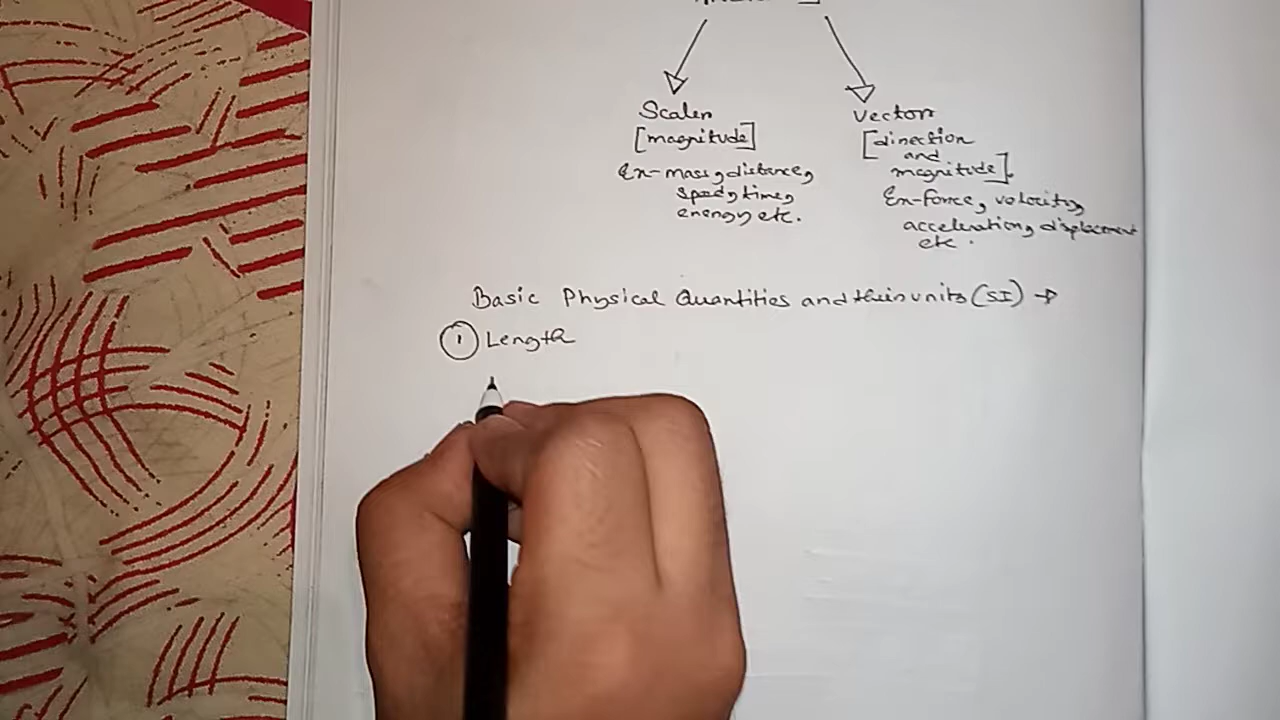 Scaler
[magnitude]
Ex- mass, distance,
speed, time,
energy etc.
Vector
[direction
and
magnitude].
Ex- force, velocity,
acceleration, displacement
etc.
Basic Physical Quantities and their units (SI) →
① Length